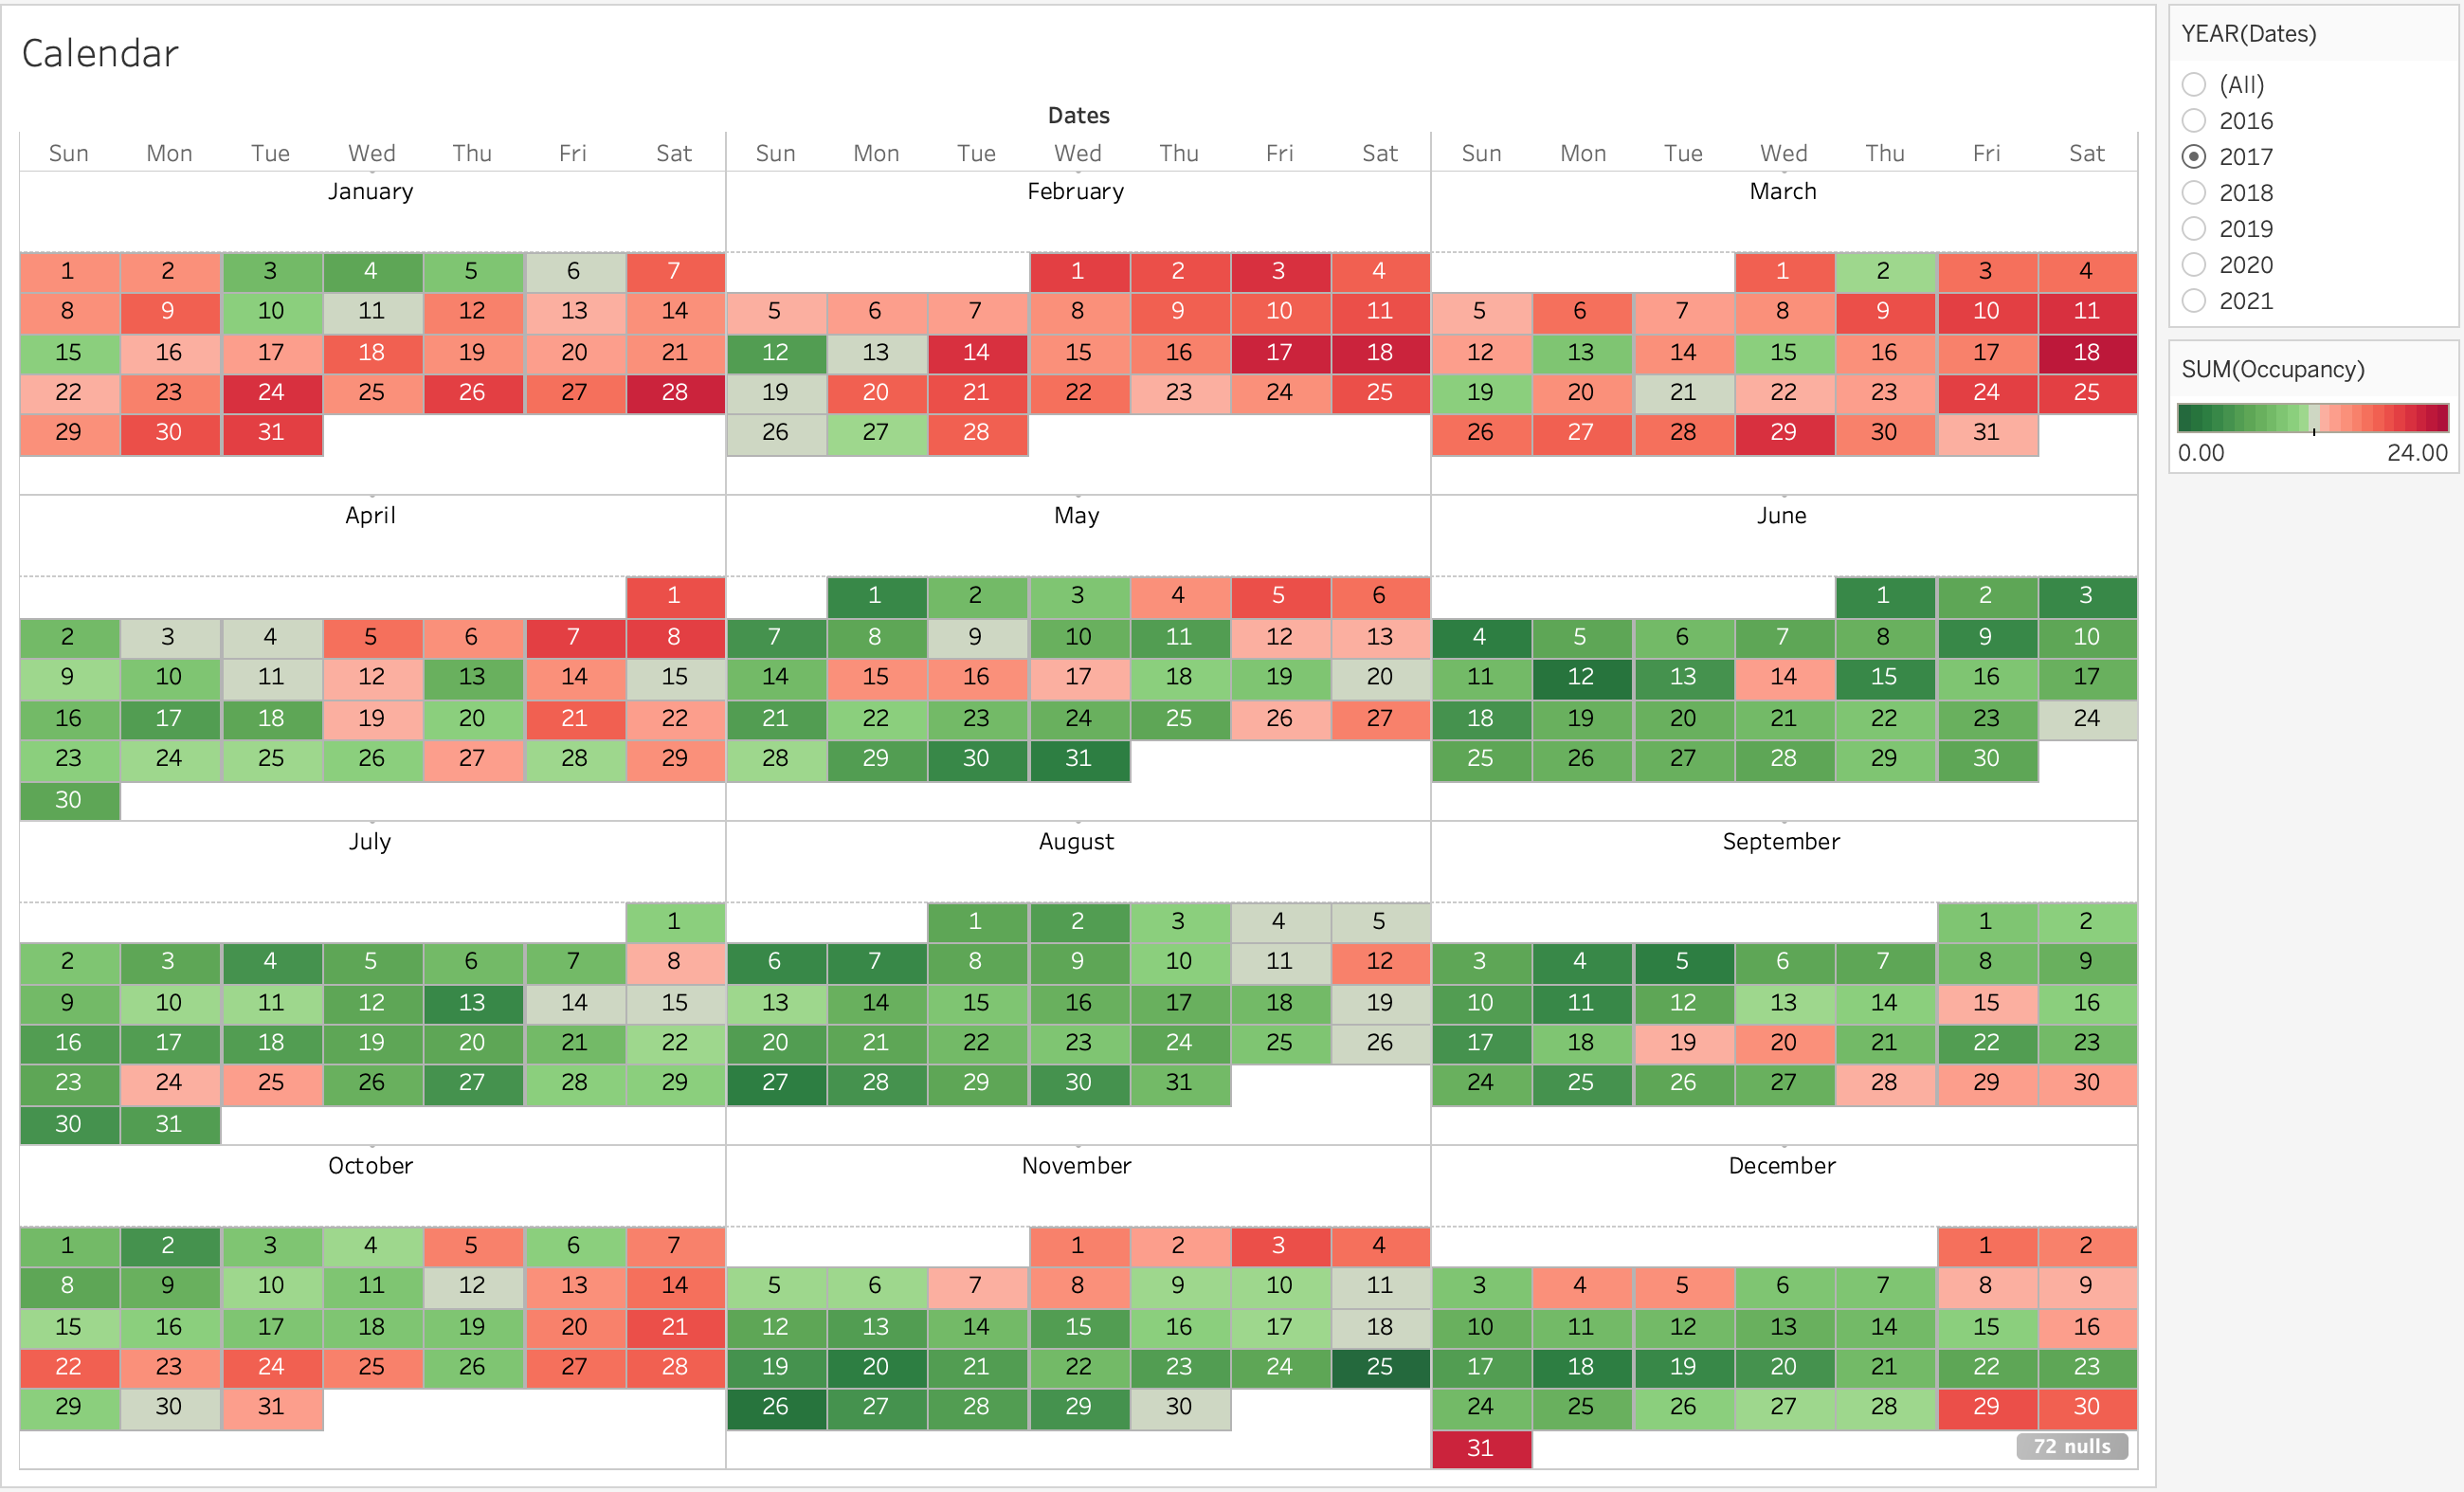 Calendar
Dates
Sun Mon Tue Wed Thu Fri Sat Sun Mon Tue Wed Thu Fri Sat Sun Mon Tue Wed Thu Fri Sat
January February March
1 2 3 4 5 6 7 1 2 3 4 1 2 3 4
8 9 10 11 12 13 14 5 6 7 8 9 10 11 5 6 7 8 9 10 11
15 16 17 18 19 20 21 12 13 14 15 16 17 18 12 13 14 15 16 17 18
22 23 24 25 26 27 28 19 20 21 22 23 24 25 19 20 21 22 23 24 25
29 30 31 26 27 28 26 27 28 29 30 31
April May June
1 1 2 3 4 5 6 1 2 3
2 3 4 5 6 7 8 7 8 9 10 11 12 13 4 5 6 7 8 9 10
9 10 11 12 13 14 15 14 15 16 17 18 19 20 11 12 13 14 15 16 17
16 17 18 19 20 21 22 21 22 23 24 25 26 27 18 19 20 21 22 23 24
23 24 25 26 27 28 29 28 29 30 31 25 26 27 28 29 30
30
July August September
1 1 2 3 4 5 1 2
2 3 4 5 6 7 8 6 7 8 9 10 11 12 3 4 5 6 7 8 9
9 10 11 12 13 14 15 13 14 15 16 17 18 19 10 11 12 13 14 15 16
16 17 18 19 20 21 22 20 21 22 23 24 25 26 17 18 19 20 21 22 23
23 24 25 26 27 28 29 27 28 29 30 31 24 25 26 27 28 29 30
30 31
October November December
1 2 3 4 5 6 7 1 2 3 4 1 2
8 9 10 11 12 13 14 5 6 7 8 9 10 11 3 4 5 6 7 8 9
15 16 17 18 19 20 21 12 13 14 15 16 17 18 10 11 12 13 14 15 16
22 23 24 25 26 27 28 19 20 21 22 23 24 25 17 18 19 20 21 22 23
29 30 31 26 27 28 29 30 24 25 26 27 28 29 30
31
72 nulls
YEAR(Dates)
(All)
2016
2017
2018
2019
2020
2021
SUM(Occupancy)
0.00 24.00